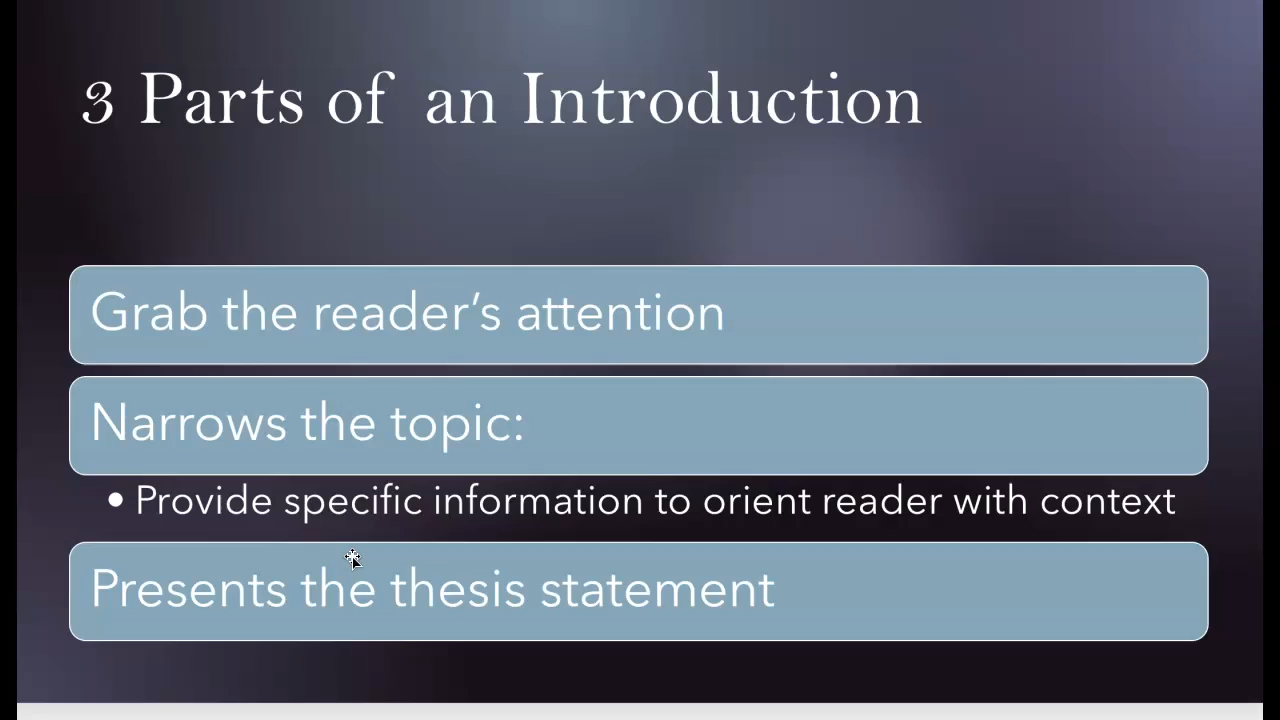 3 Parts of an Introduction
Grab the reader’s attention
Narrows the topic:
• Provide specific information to orient reader with context
Presents the thesis statement